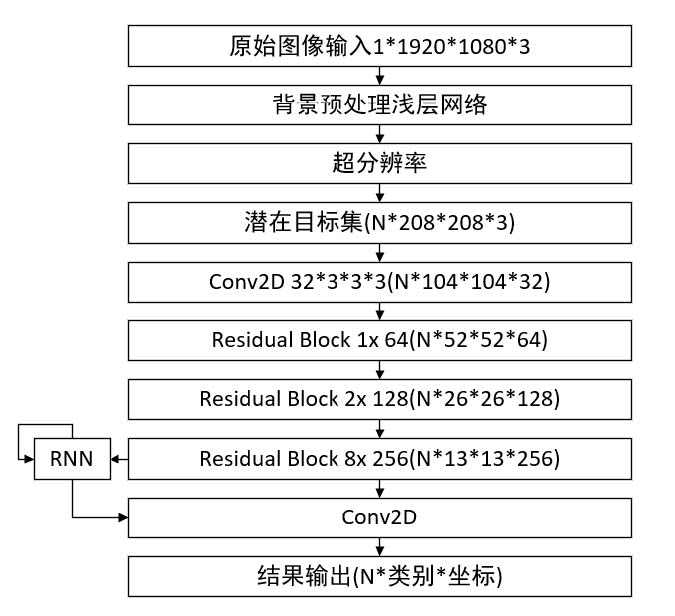 原始图像输入1*1920*1080*3
背景预处理浅层网络
超分辨率
潜在目标集(N*208*208*3)
Conv2D 32*3*3*3(N*104*104*32)
Residual Block 1x 64(N*52*52*64)
Residual Block 2x 128(N*26*26*128)
RNN
Residual Block 8x 256(N*13*13*256)
Conv2D
结果输出(N*类别*坐标)